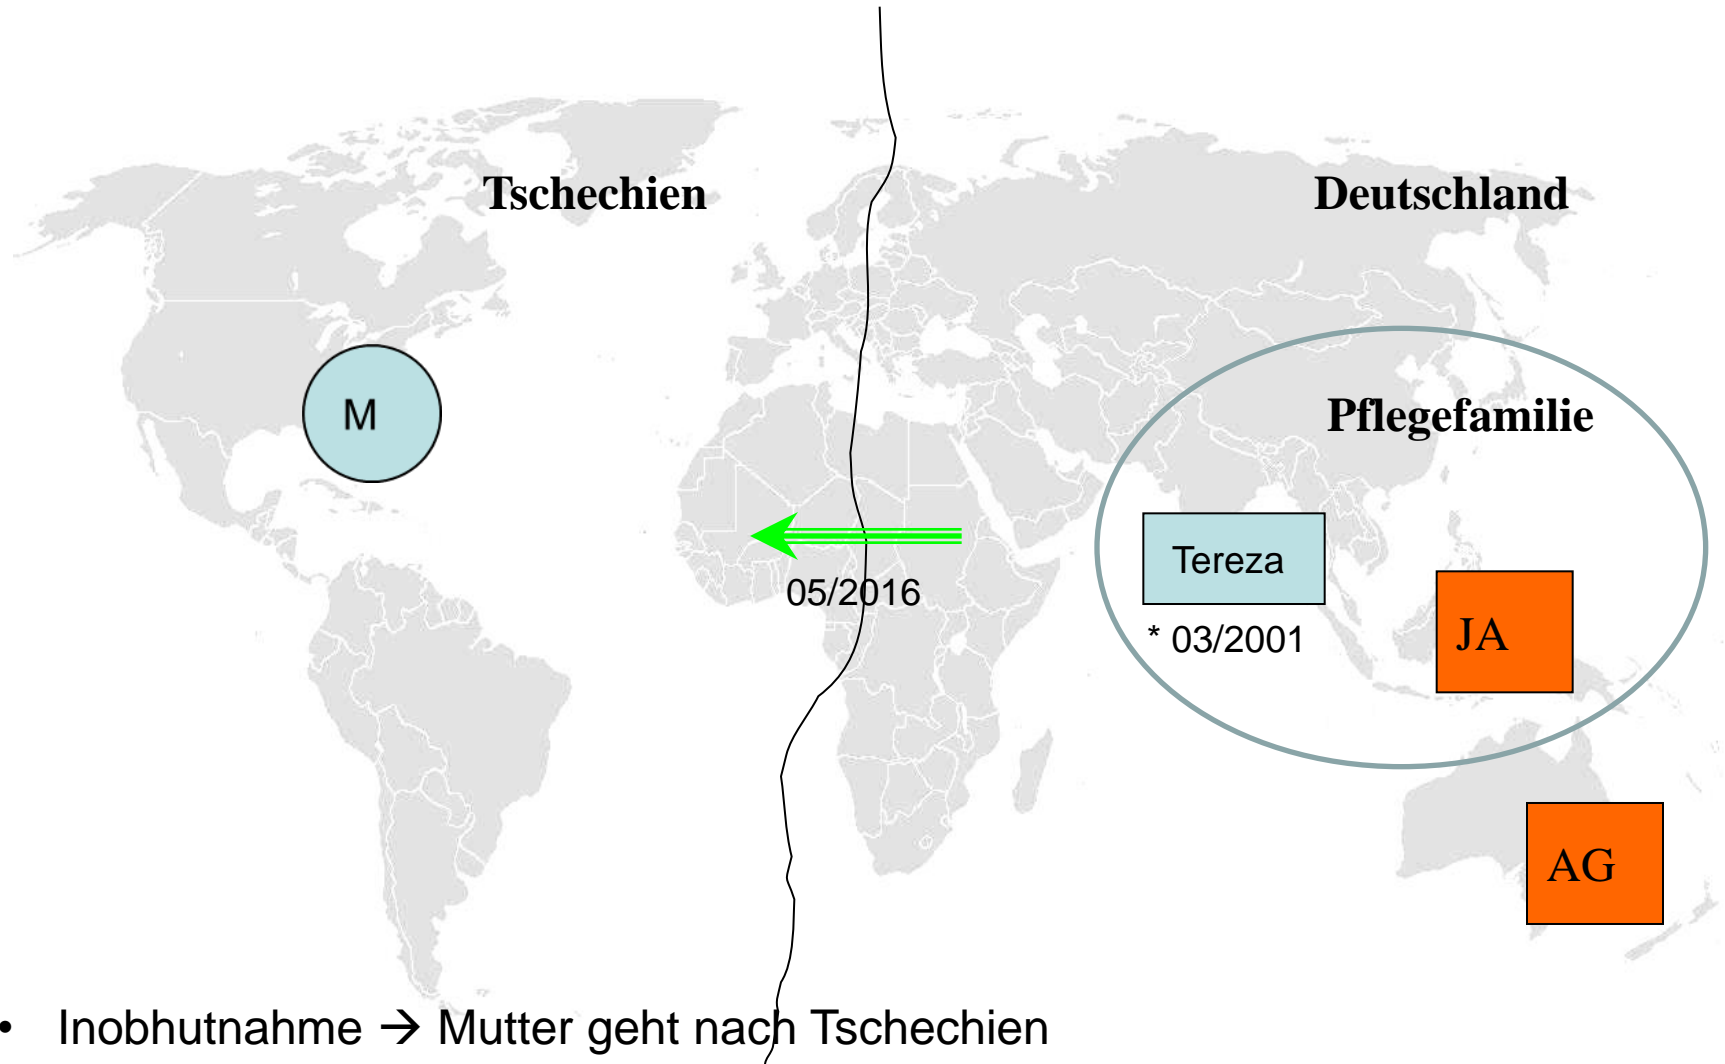 Tschechien
Deutschland
M
Pflegefamilie
Tereza
05/2016
* 03/2001
JA
AG
• Inobhutnahme → Mutter geht nach Tschechien